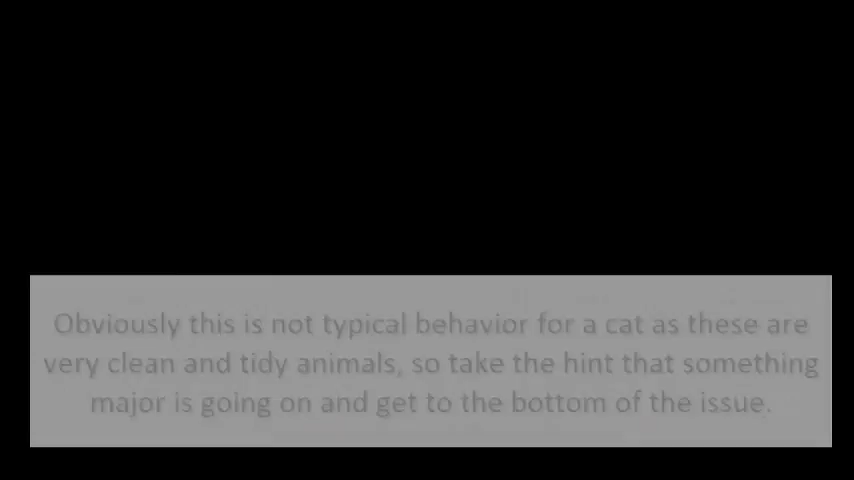 Obviously this is not typical behavior for a cat as these are
very clean and tidy animals, so take the hint that something
major is going on and get to the bottom of the issue.